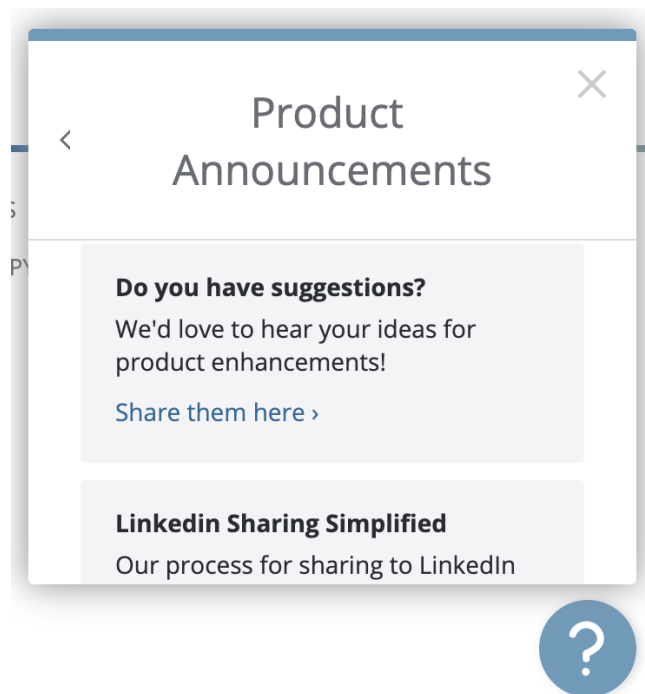 Product
Announcements
Do you have suggestions?
We'd love to hear your ideas for
product enhancements!
Share them here ›
Linkedin Sharing Simplified
Our process for sharing to LinkedIn
?